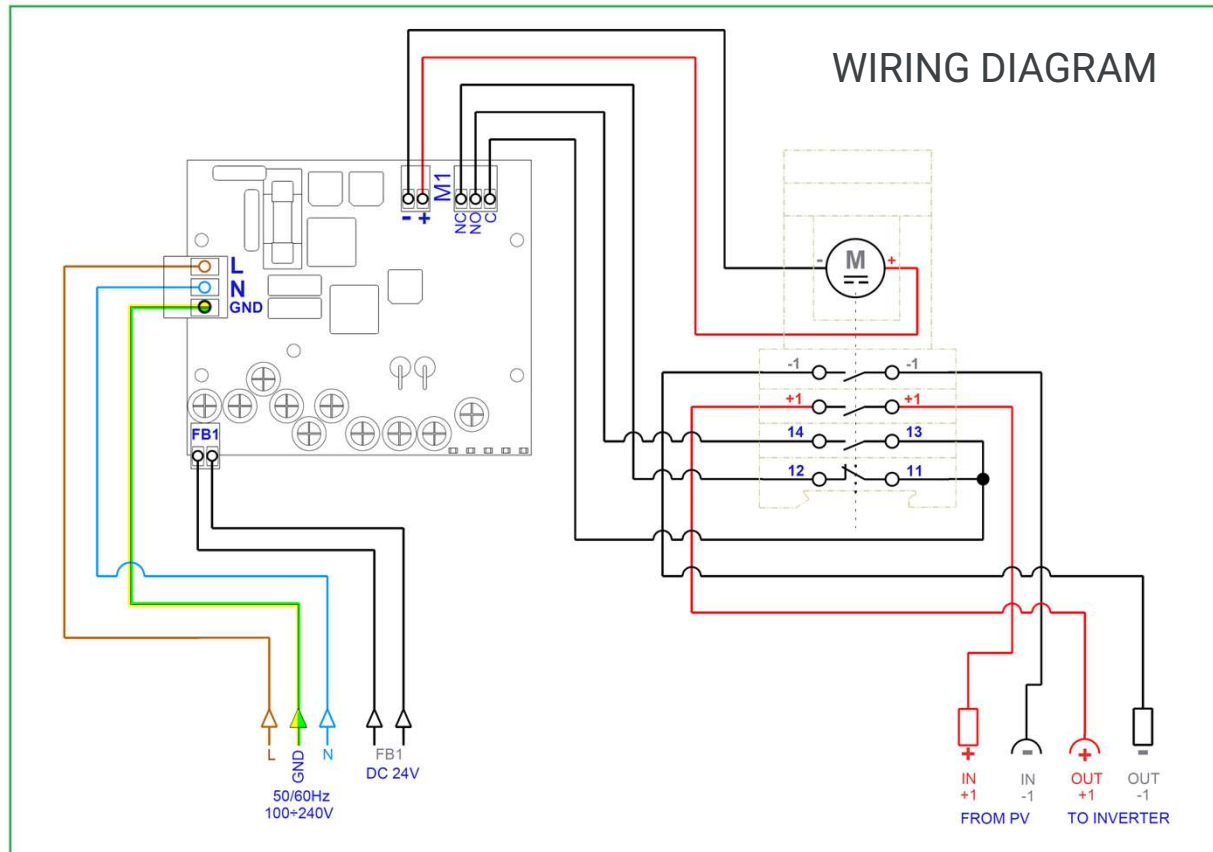 WIRING DIAGRAM
- +
M1
NC
NO
C
L
N
GND
- M +
-1 -1
+1 +1
14 13
12 11
FB1
L
GND
N
50/60Hz
100÷240V
FB1
DC 24V
+ - + -
IN IN OUT OUT
+1 -1 +1 -1
FROM PV TO INVERTER